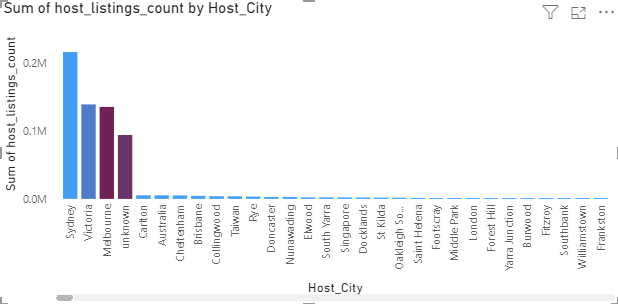 Sum of host_listings_count by Host_City
Sum of host_listings_count
0.2M
0.1M
0.0M
Sydney
Victoria
Melbourne
unknown
Carlton
Australia
Cheltenham
Brisbane
Collingwood
Taiwan
Rye
Doncaster
Nunawading
Elwood
South Yarra
Singapore
Docklands
St Kilda
Oakleigh So...
Saint Helena
Footscray
Middle Park
London
Forest Hill
Yarra Junction
Burwood
Fitzroy
Southbank
Williamstown
Frankston
Host_City